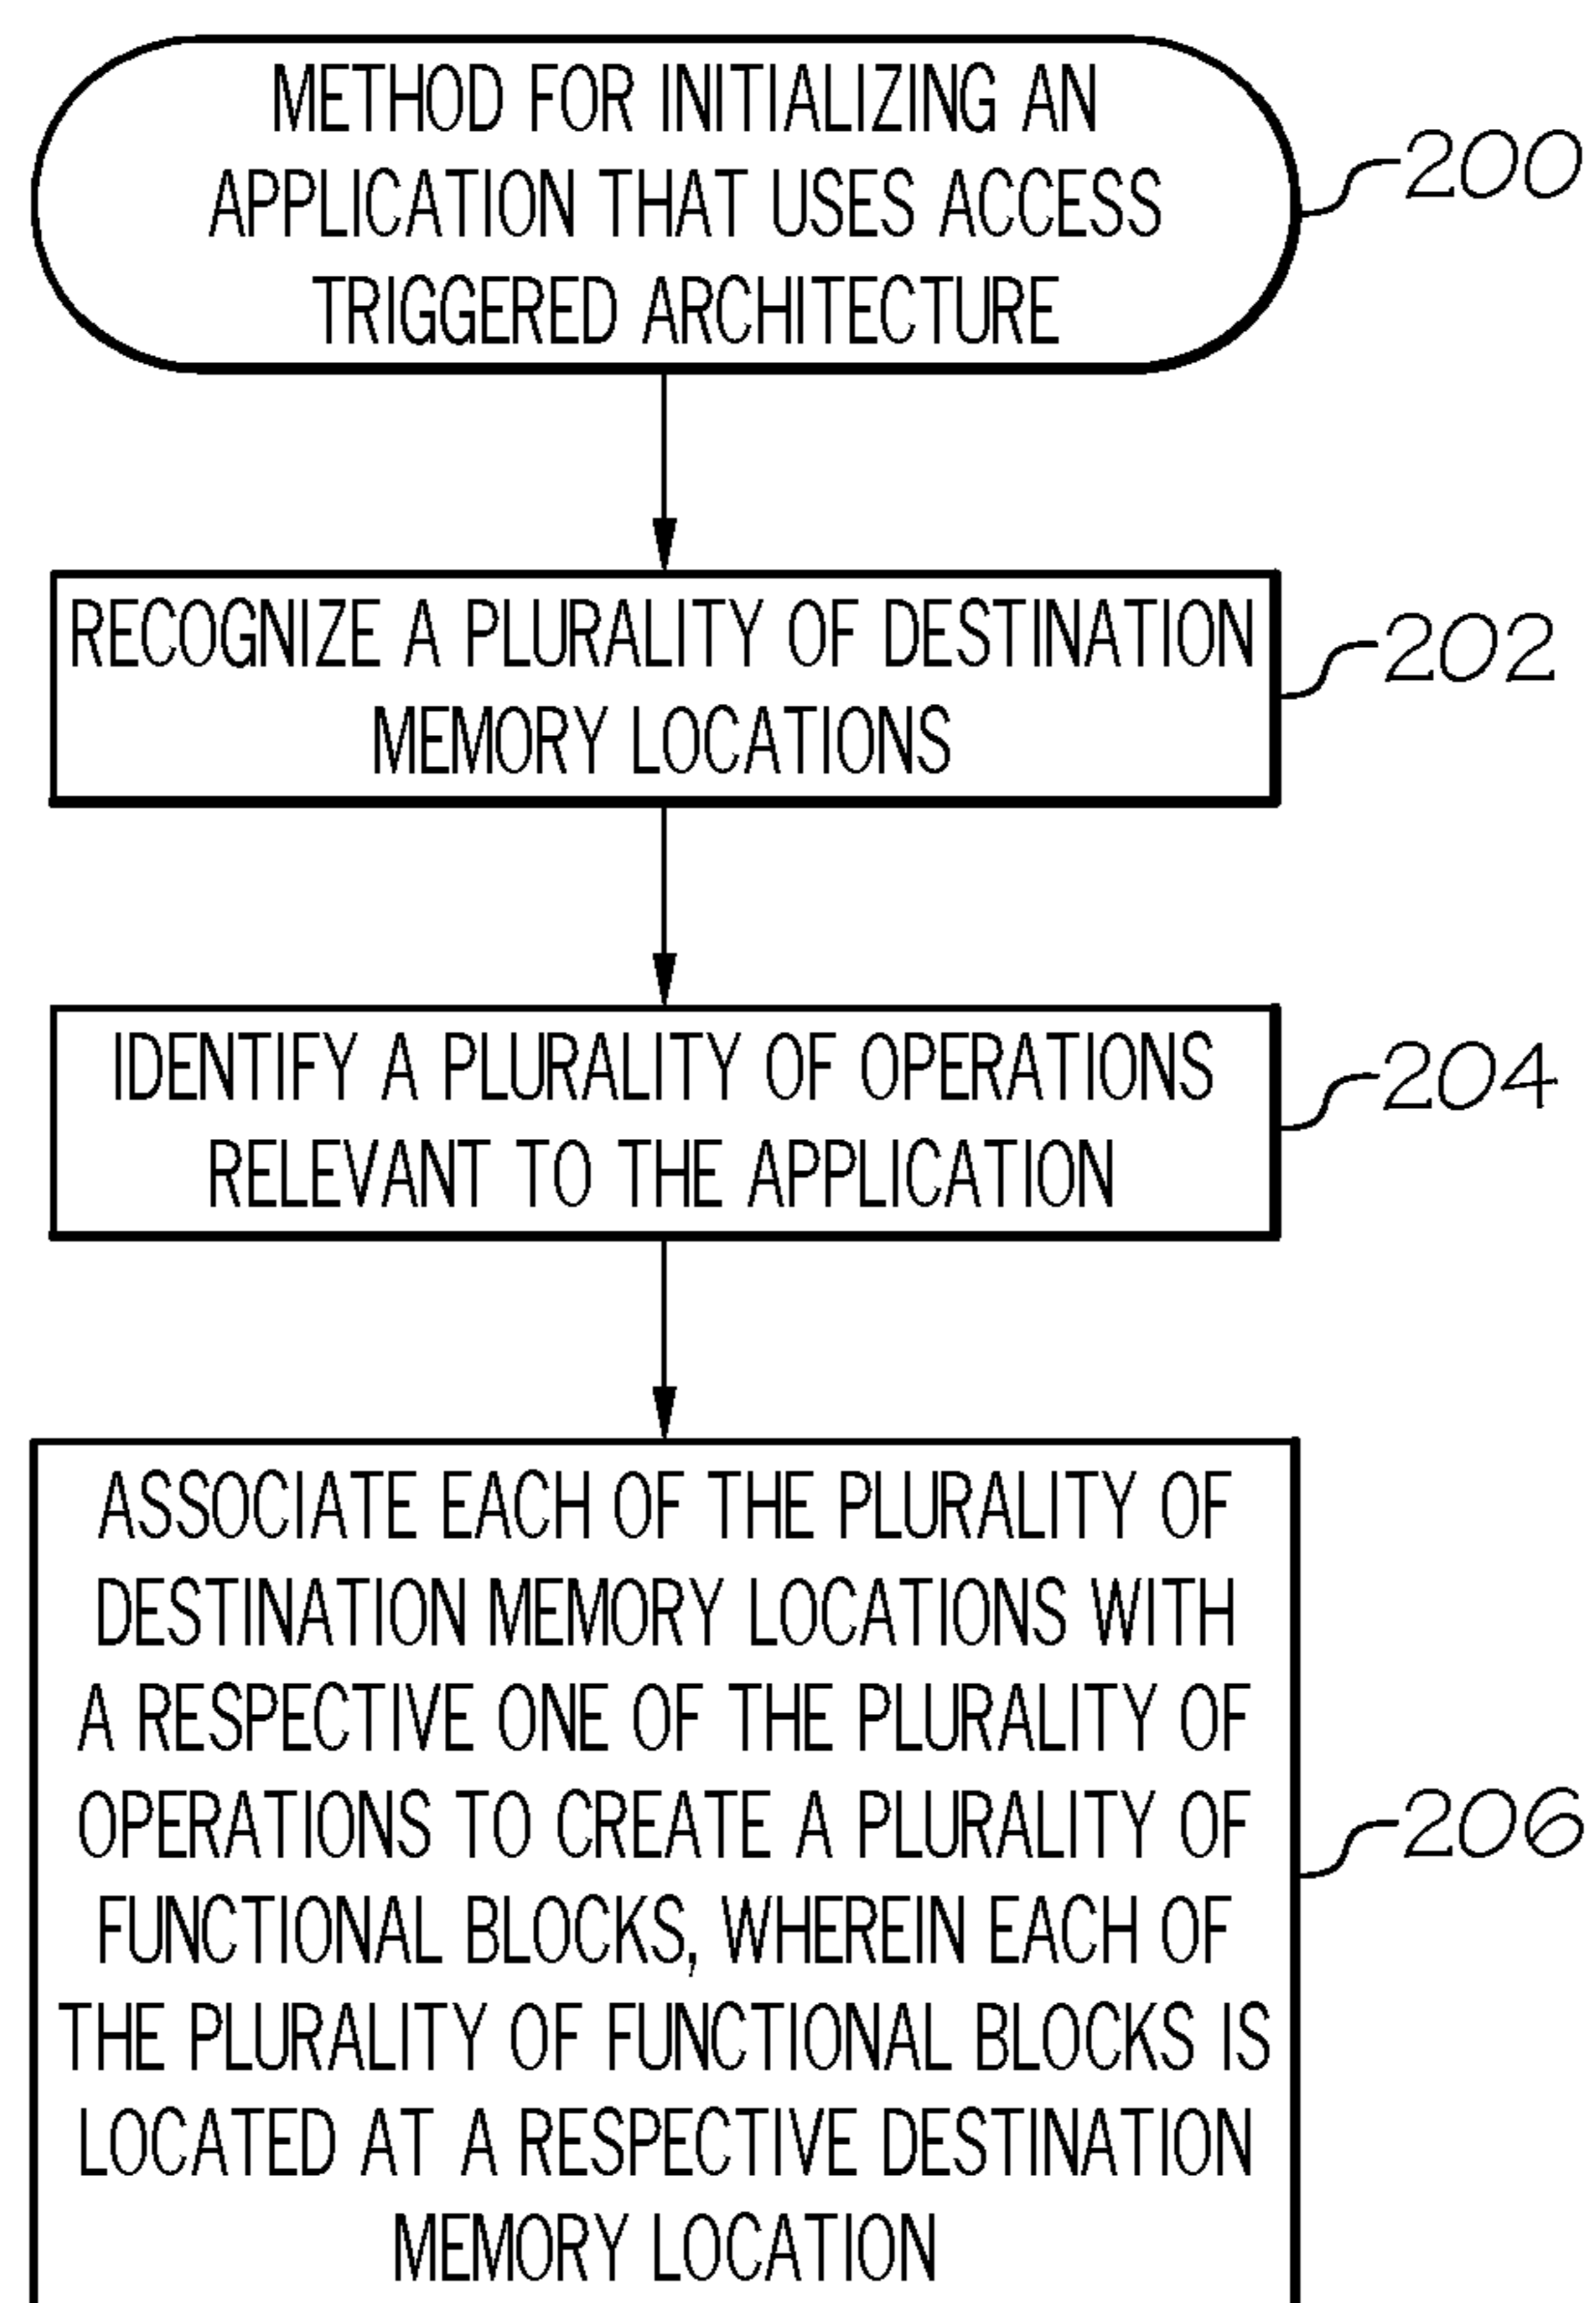 METHOD FOR INITIALIZING AN
APPLICATION THAT USES ACCESS
TRIGGERED ARCHITECTURE
200
RECOGNIZE A PLURALITY OF DESTINATION
MEMORY LOCATIONS
202
IDENTIFY A PLURALITY OF OPERATIONS
RELEVANT TO THE APPLICATION
204
ASSOCIATE EACH OF THE PLURALITY OF
DESTINATION MEMORY LOCATIONS WITH
A RESPECTIVE ONE OF THE PLURALITY OF
OPERATIONS TO CREATE A PLURALITY OF
FUNCTIONAL BLOCKS, WHEREIN EACH OF
THE PLURALITY OF FUNCTIONAL BLOCKS IS
LOCATED AT A RESPECTIVE DESTINATION
MEMORY LOCATION
206